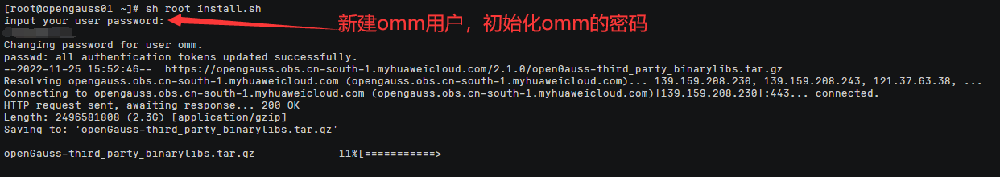 [root@opengauss01 ~]# sh root_install.sh
input your user password:
新建omm用户，初始化omm的密码
Changing password for user omm.
passwd: all authentication tokens updated successfully.
--2022-11-25 15:52:46--  https://opengauss.obs.cn-south-1.myhuaweicloud.com/2.1.0/openGauss-third_party_binarylibs.tar.gz
Resolving opengauss.obs.cn-south-1.myhuaweicloud.com (opengauss.obs.cn-south-1.myhuaweicloud.com)... 139.159.208.230, 139.159.208.243, 121.37.63.38, ...
Connecting to opengauss.obs.cn-south-1.myhuaweicloud.com (opengauss.obs.cn-south-1.myhuaweicloud.com)|139.159.208.230|:443... connected.
HTTP request sent, awaiting response... 200 OK
Length: 2496581808 (2.3G) [application/gzip]
Saving to: 'openGauss-third_party_binarylibs.tar.gz'
openGauss-third_party_binarylibs.tar.gz 11%[===========>